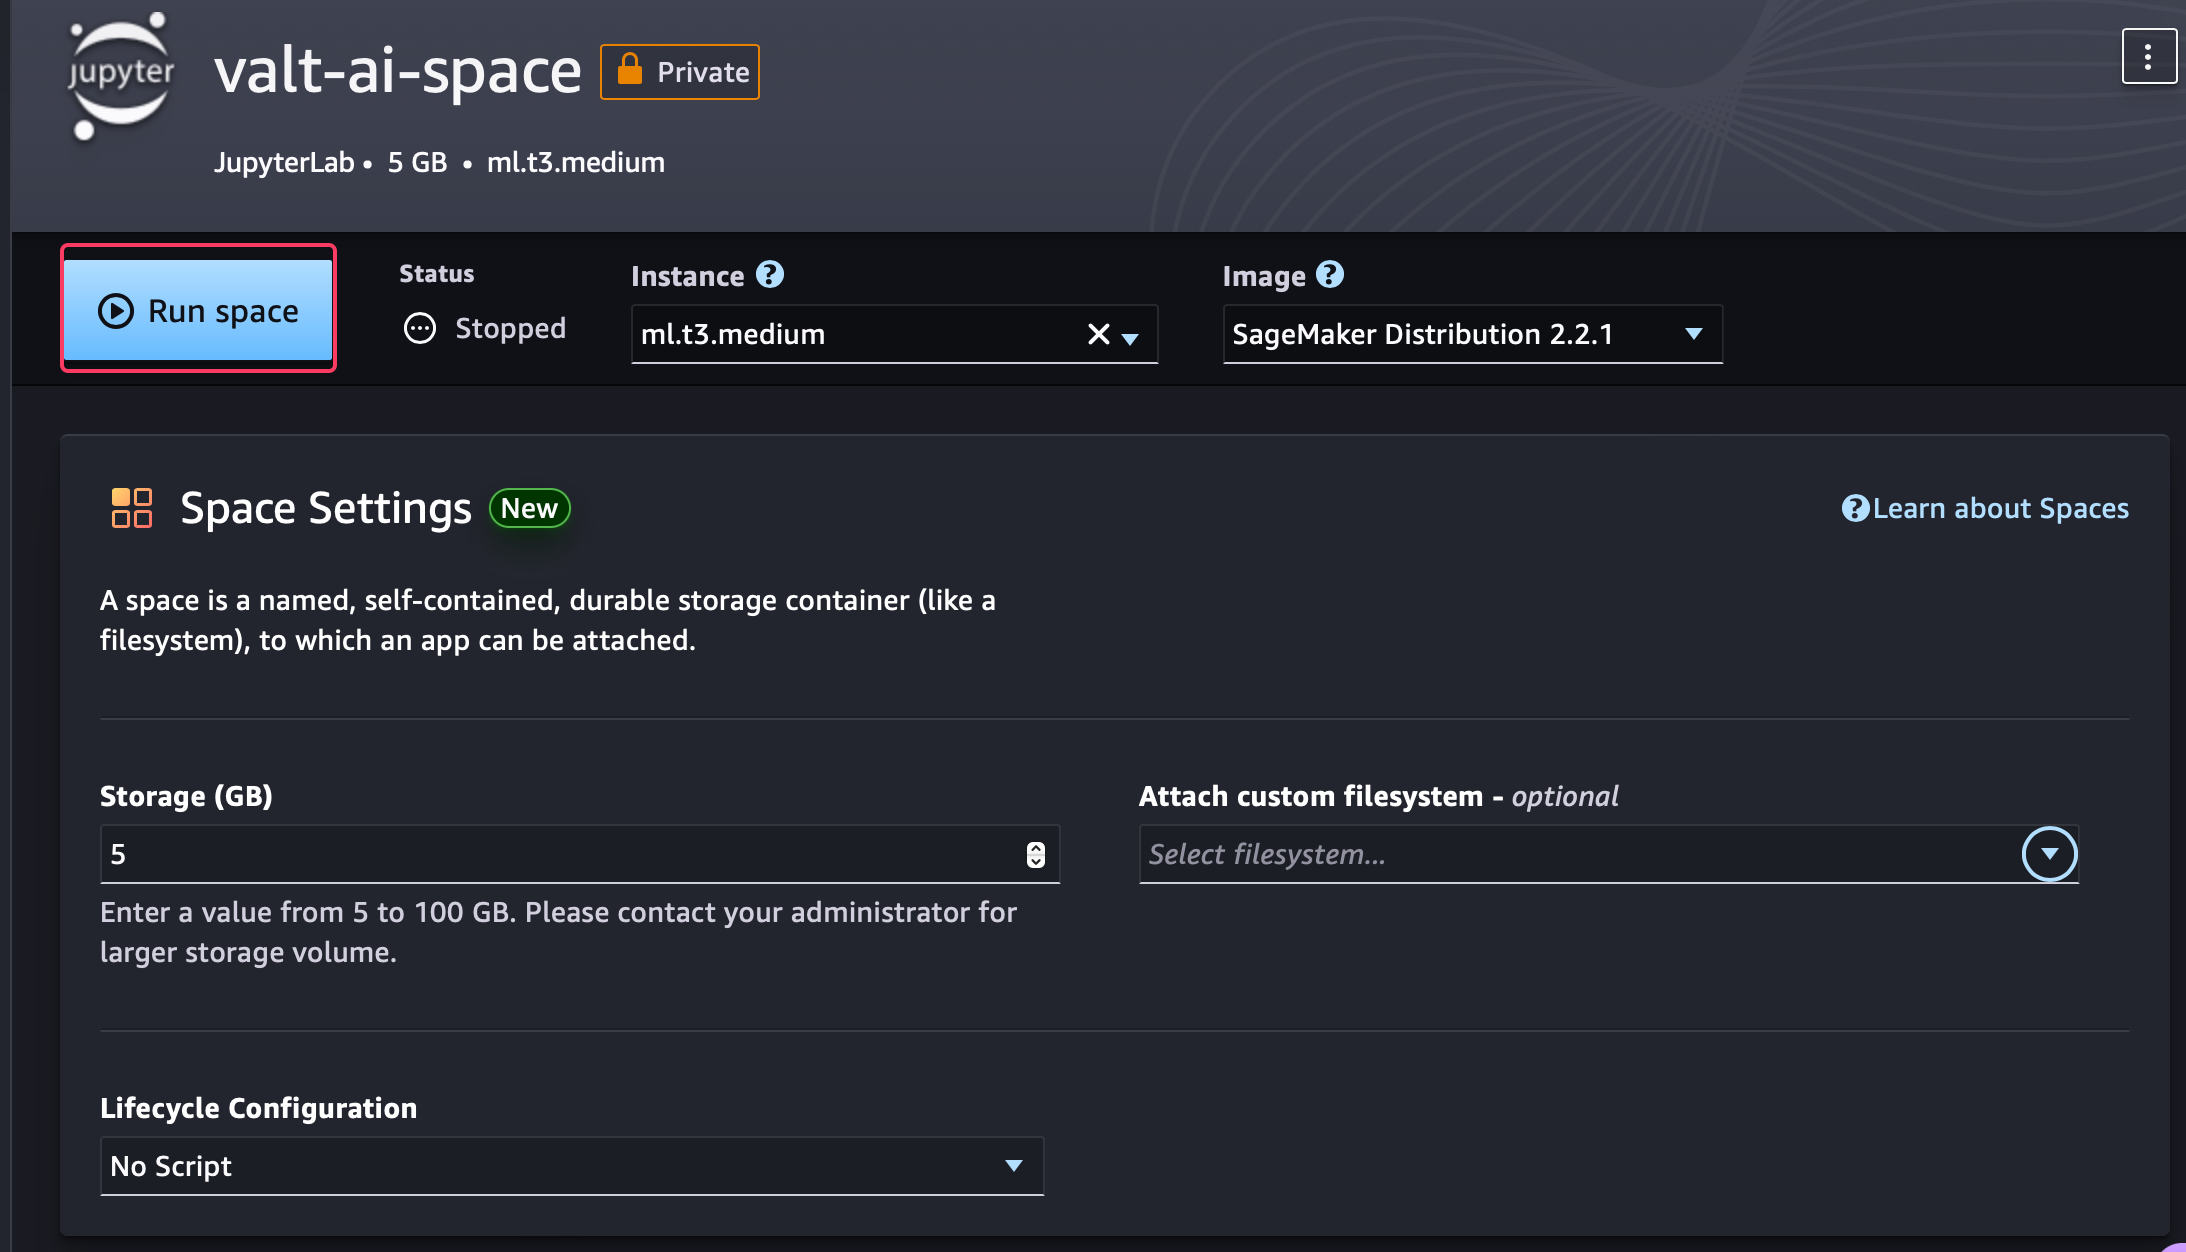 jupyter
valt-ai-space
Private
JupyterLab • 5 GB • ml.t3.medium
Run space
Status
Stopped
Instance ?
ml.t3.medium
Image ?
SageMaker Distribution 2.2.1
Space Settings New
?Learn about Spaces
A space is a named, self-contained, durable storage container (like a
filesystem), to which an app can be attached.
Storage (GB)
5
Enter a value from 5 to 100 GB. Please contact your administrator for
larger storage volume.
Attach custom filesystem - optional
Select filesystem...
Lifecycle Configuration
No Script